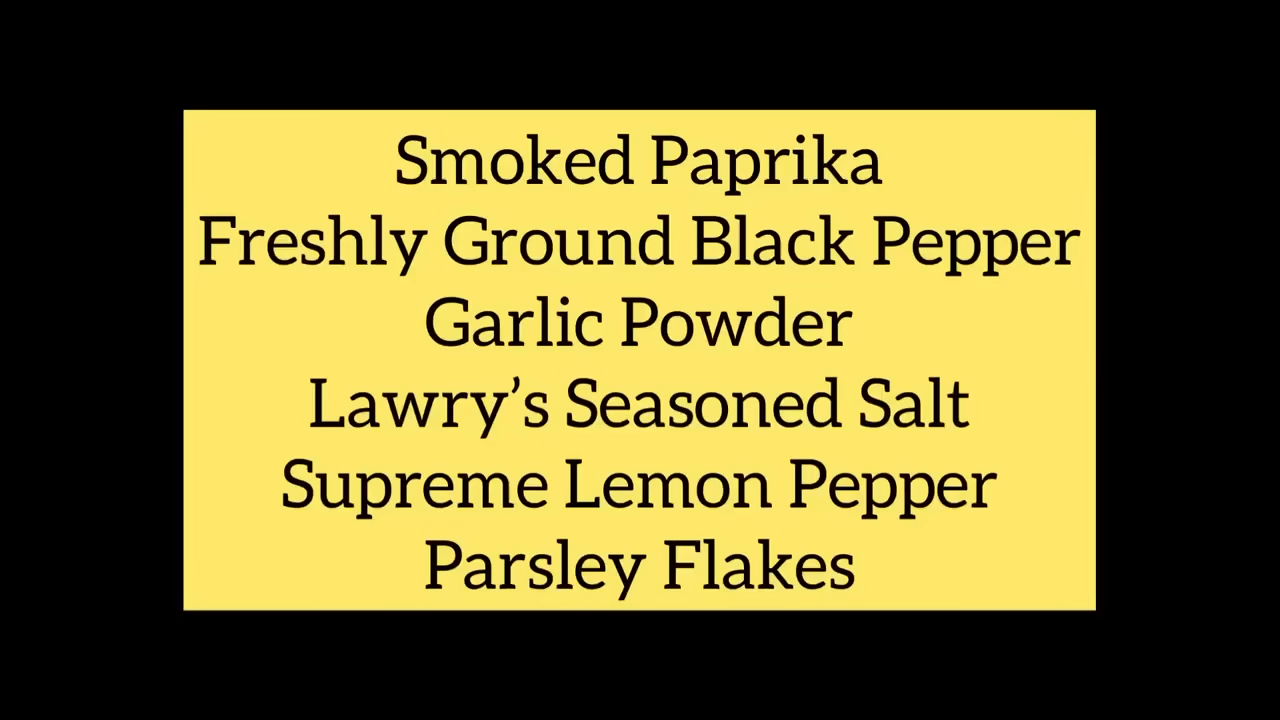 Smoked Paprika
Freshly Ground Black Pepper
Garlic Powder
Lawry’s Seasoned Salt
Supreme Lemon Pepper
Parsley Flakes